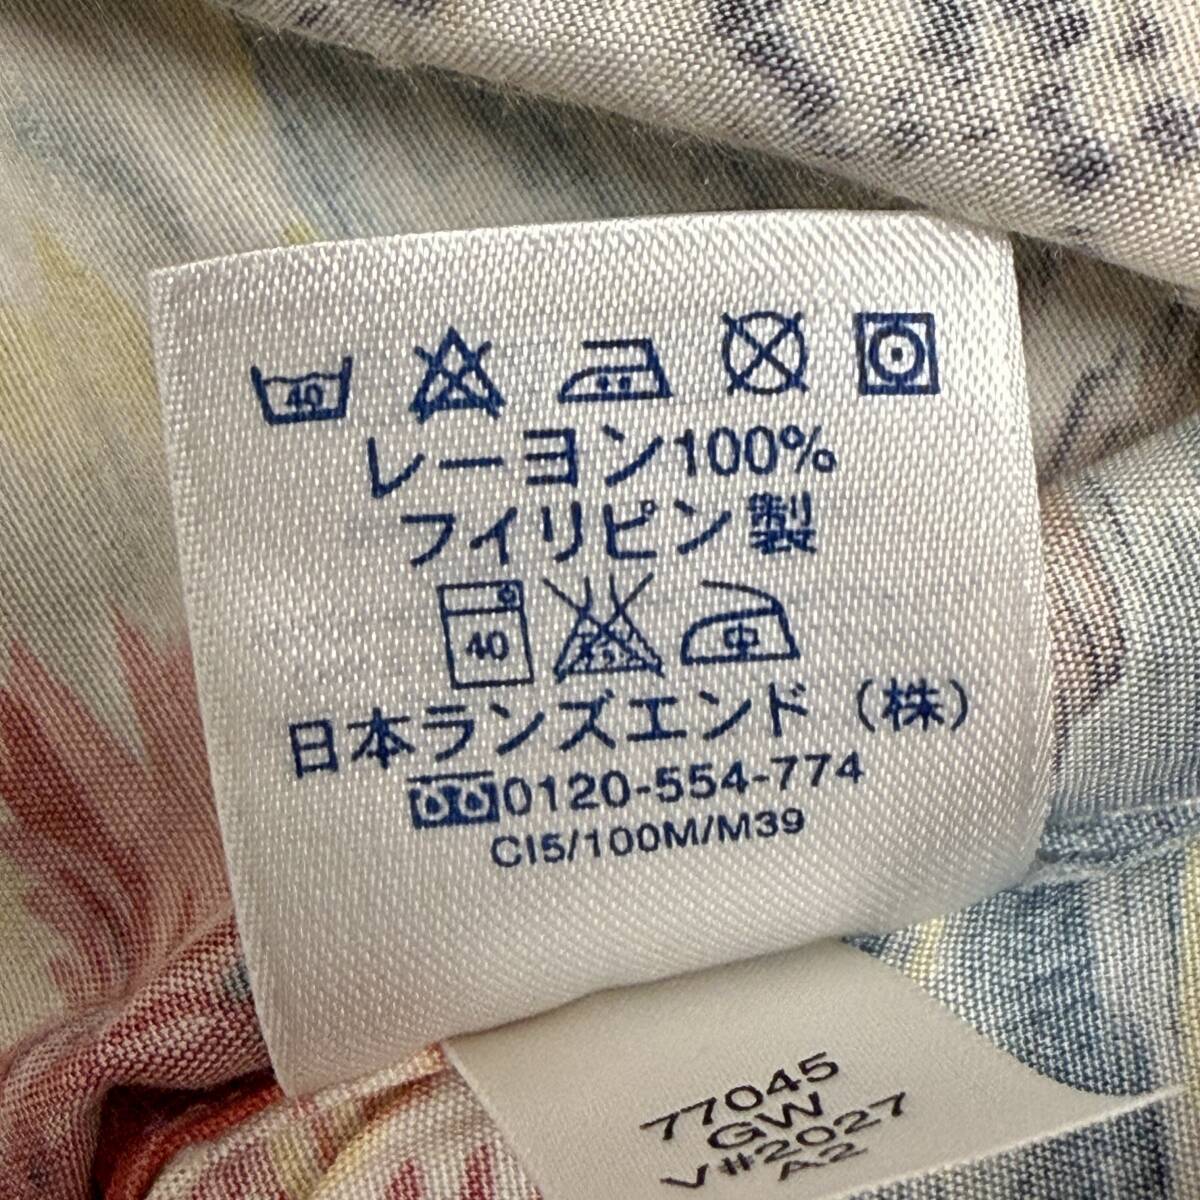 40
レーヨン100%
フィリピン製
40 中
日本ランズエンド（株）
0120-554-774
CI5/100M/M39
77045
GW
V#2027
A2